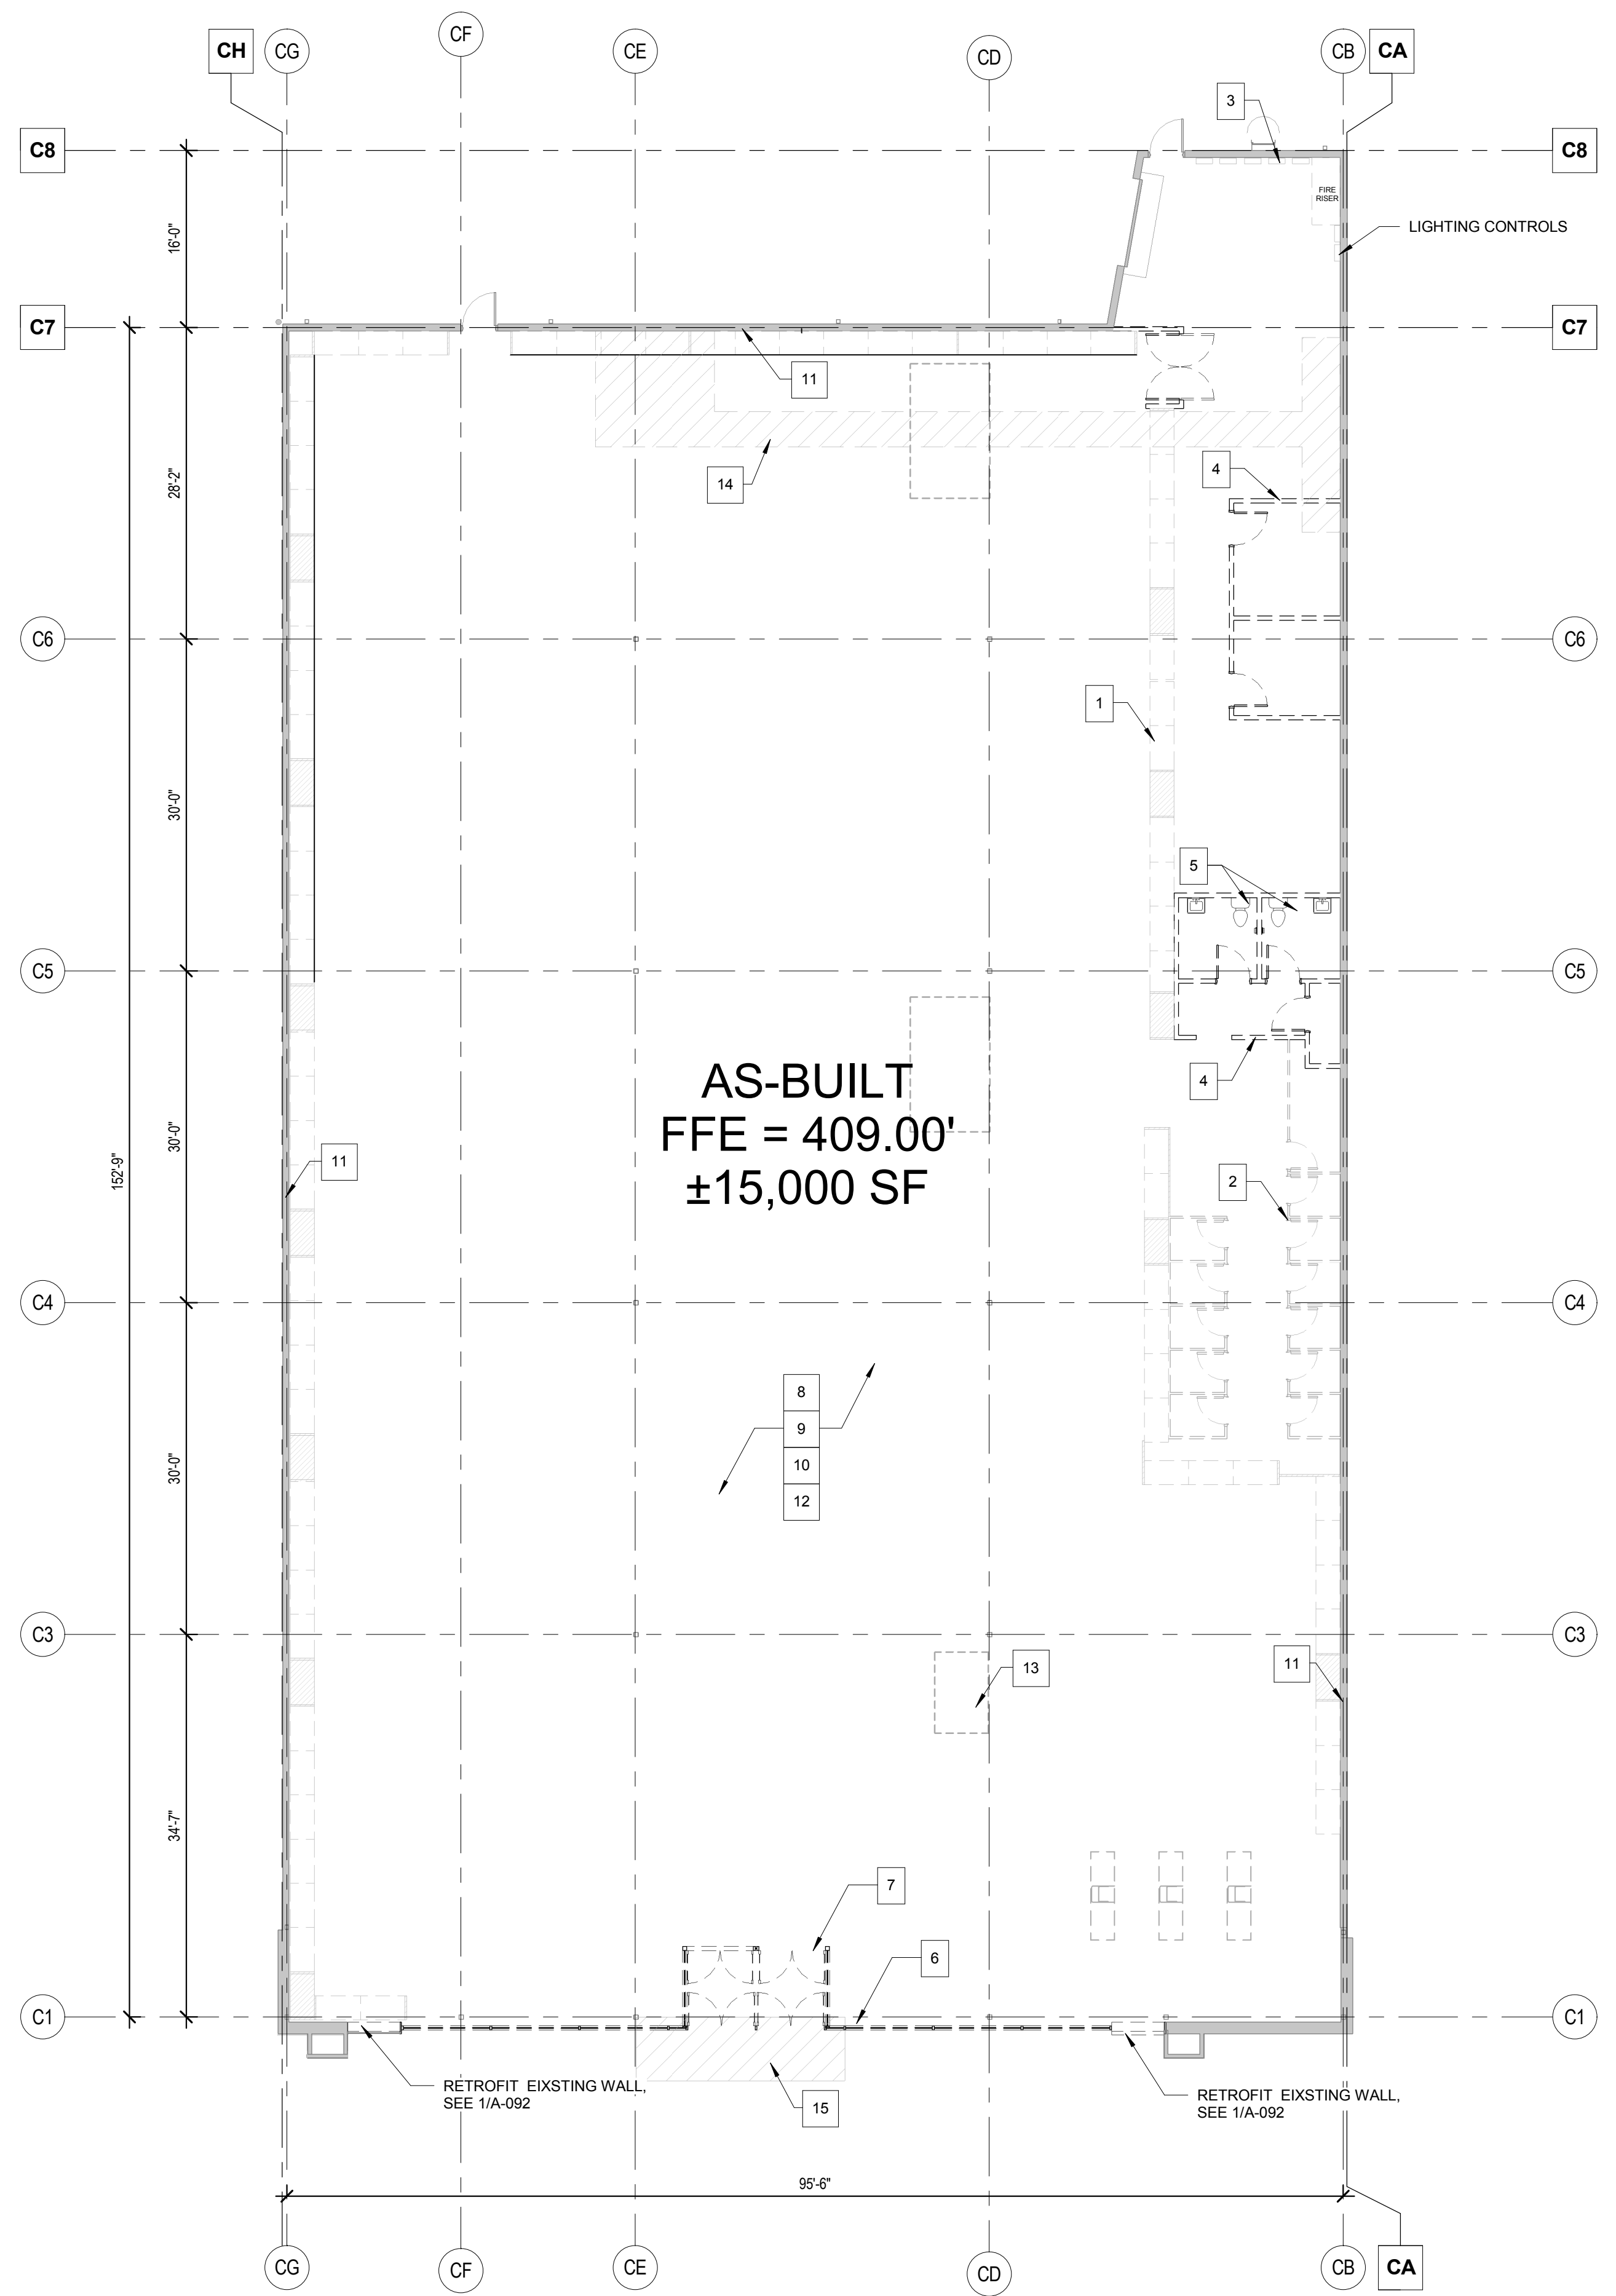 CF
CH
CG
CE
CD
CB
CA
3
C8
C8
FIRE
RISER
16'-0"
LIGHTING CONTROLS
C7
C7
11
14
4
28'-2"
C6
C6
1
30'-0"
5
C5
C5
AS-BUILT
4
FFE = 409.00'
30'-0"
11
152'-9"
2
±15,000 SF
C4
C4
8
9
10
12
30'-0"
C3
C3
13
11
34'-7"
7
6
C1
C1
RETROFIT EIXSTING WALL,
SEE 1/A-092
15
RETROFIT EIXSTING WALL,
SEE 1/A-092
95'-6"
CG
CF
CE
CD
CB
CA